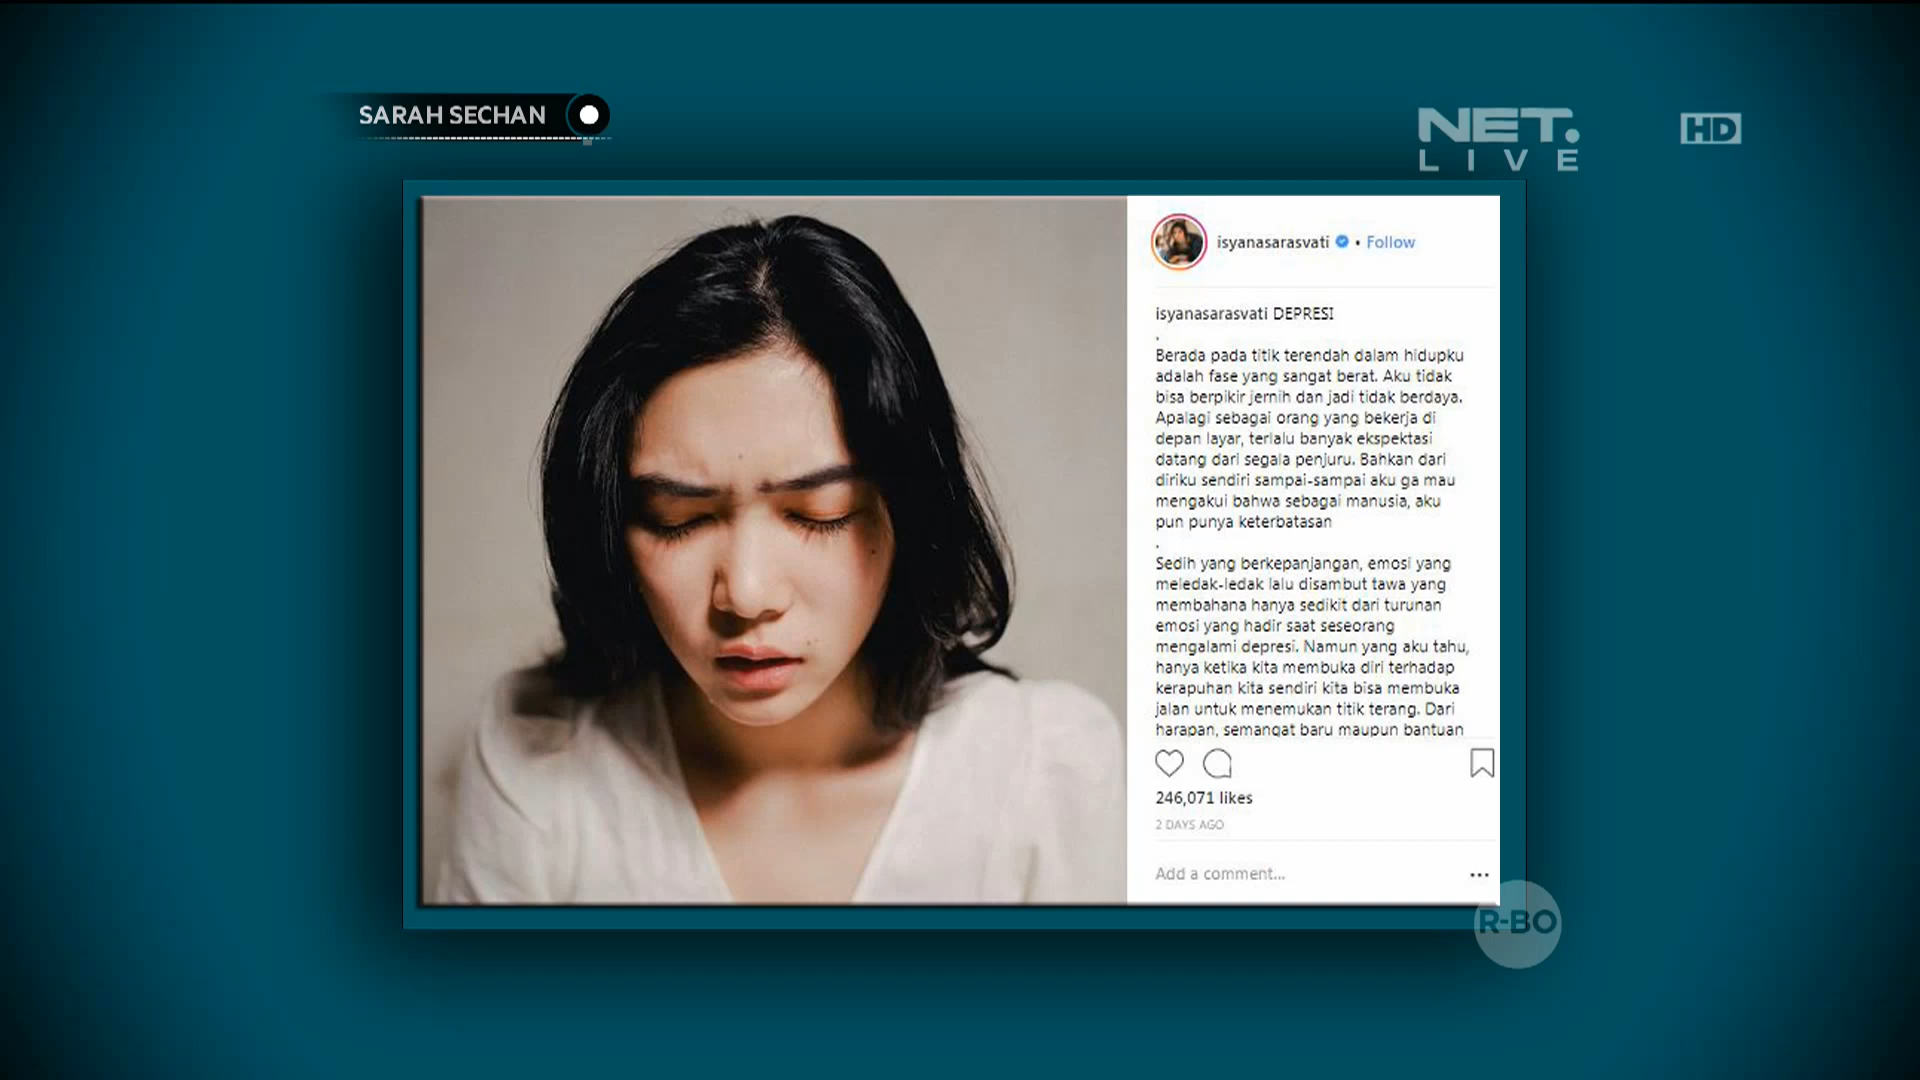 SARAH SECHAN
NET.
LIVE
HD
isyanasarasvati • Follow
isyanasarasvati DEPRESI
.
Berada pada titik terendah dalam hidupku
adalah fase yang sangat berat. Aku tidak
bisa berpikir jernih dan jadi tidak berdaya.
Apalagi sebagai orang yang bekerja di
depan layar, terlalu banyak ekspektasi
datang dari segala penjuru. Bahkan dari
diriku sendiri sampai-sampai aku ga mau
mengakui bahwa sebagai manusia, aku
pun punya keterbatasan
.
Sedih yang berkepanjangan, emosi yang
meledak-ledak lalu disambut tawa yang
membahana hanya sedikit dari turunan
emosi yang hadir saat seseorang
mengalami depresi. Namun yang aku tahu,
hanya ketika kita membuka diri terhadap
kerapuhan kita sendiri kita bisa membuka
jalan untuk menemukan titik terang. Dari
harapan, semangat baru maupun bantuan
246,071 likes
2 DAYS AGO
Add a comment...
R-BO